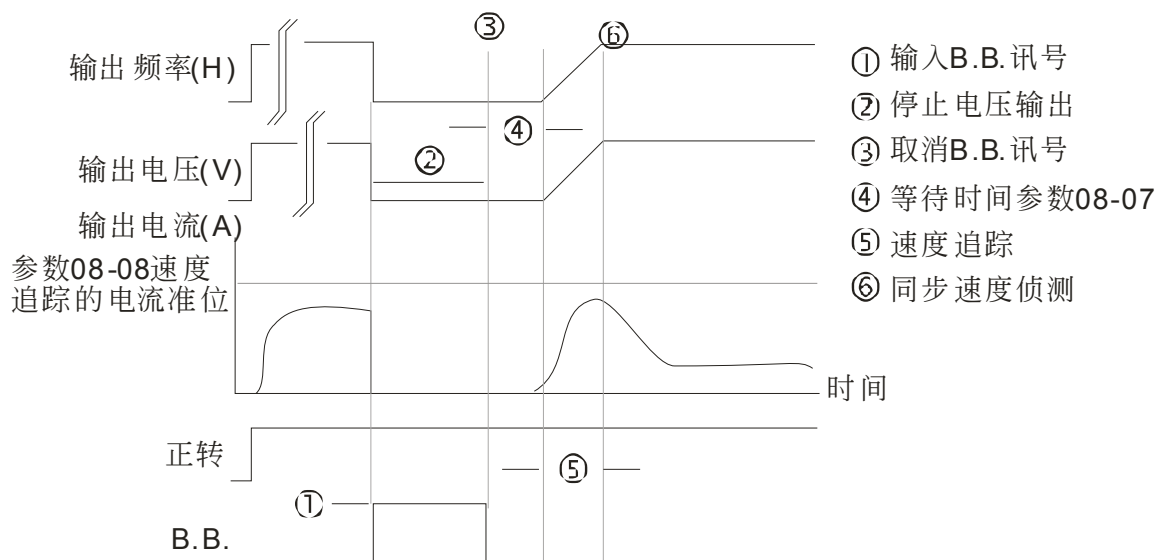 ③
⑥
输出频率(H)
④
输出电压(V)
②
输出电流(A)
参数08-08速度
追踪的电流准位
时间
正转
⑤
①
B.B.
① 输入B.B.讯号
② 停止电压输出
③ 取消B.B.讯号
④ 等待时间参数08-07
⑤ 速度追踪
⑥ 同步速度侦测